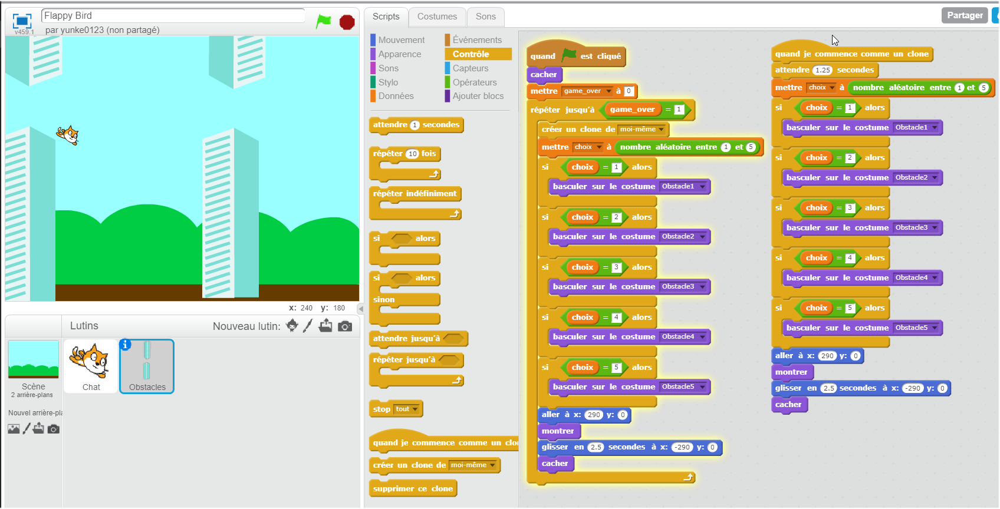 Flappy Bird
par yunke0123 (non partagé)
v459.1
x: 240 y: 180
Lutins
Nouveau lutin:
Scène
2 arrière-plans
Nouvel arrière-pla
Chat
Obstacles
Scripts
Costumes
Sons
Partager
Mouvement
Événements
Apparence
Contrôle
Sons
Capteurs
Stylo
Opérateurs
Données
Ajouter blocs
attendre 1 secondes
répéter 10 fois
répéter indéfiniment
si alors
si alors
sinon
attendre jusqu'à
répéter jusqu'à
stop tout
quand je commence comme un clon
créer un clone de moi-même
supprimer ce clone
quand est cliqué
cacher
mettre game_over à 0
répéter jusqu'à game_over = 1
créer un clone de moi-même
mettre choix à nombre aléatoire entre 1 et 5
si choix = 1 alors
basculer sur le costume Obstacle1
si choix = 2 alors
basculer sur le costume Obstacle2
si choix = 3 alors
basculer sur le costume Obstacle3
si choix = 4 alors
basculer sur le costume Obstacle4
si choix = 5 alors
basculer sur le costume Obstacle5
aller à x: 290 y: 0
montrer
glisser en 2.5 secondes à x: -290 y: 0
cacher
quand je commence comme un clone
attendre 1.25 secondes
mettre choix à nombre aléatoire entre 1 et 5
si choix = 1 alors
basculer sur le costume Obstacle1
si choix = 2 alors
basculer sur le costume Obstacle2
si choix = 3 alors
basculer sur le costume Obstacle3
si choix = 4 alors
basculer sur le costume Obstacle4
si choix = 5 alors
basculer sur le costume Obstacle5
aller à x: 290 y: 0
montrer
glisser en 2.5 secondes à x: -290 y: 0
cacher